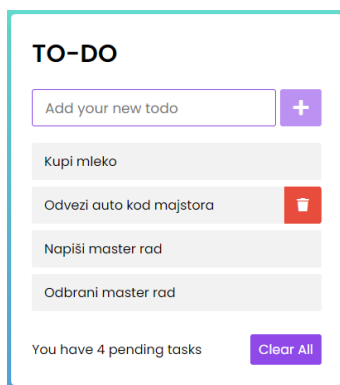 TO-DO
Add your new todo
Kupi mleko
Odvezi auto kod majstora
Napiši master rad
Odbrani master rad
You have 4 pending tasks
Clear All